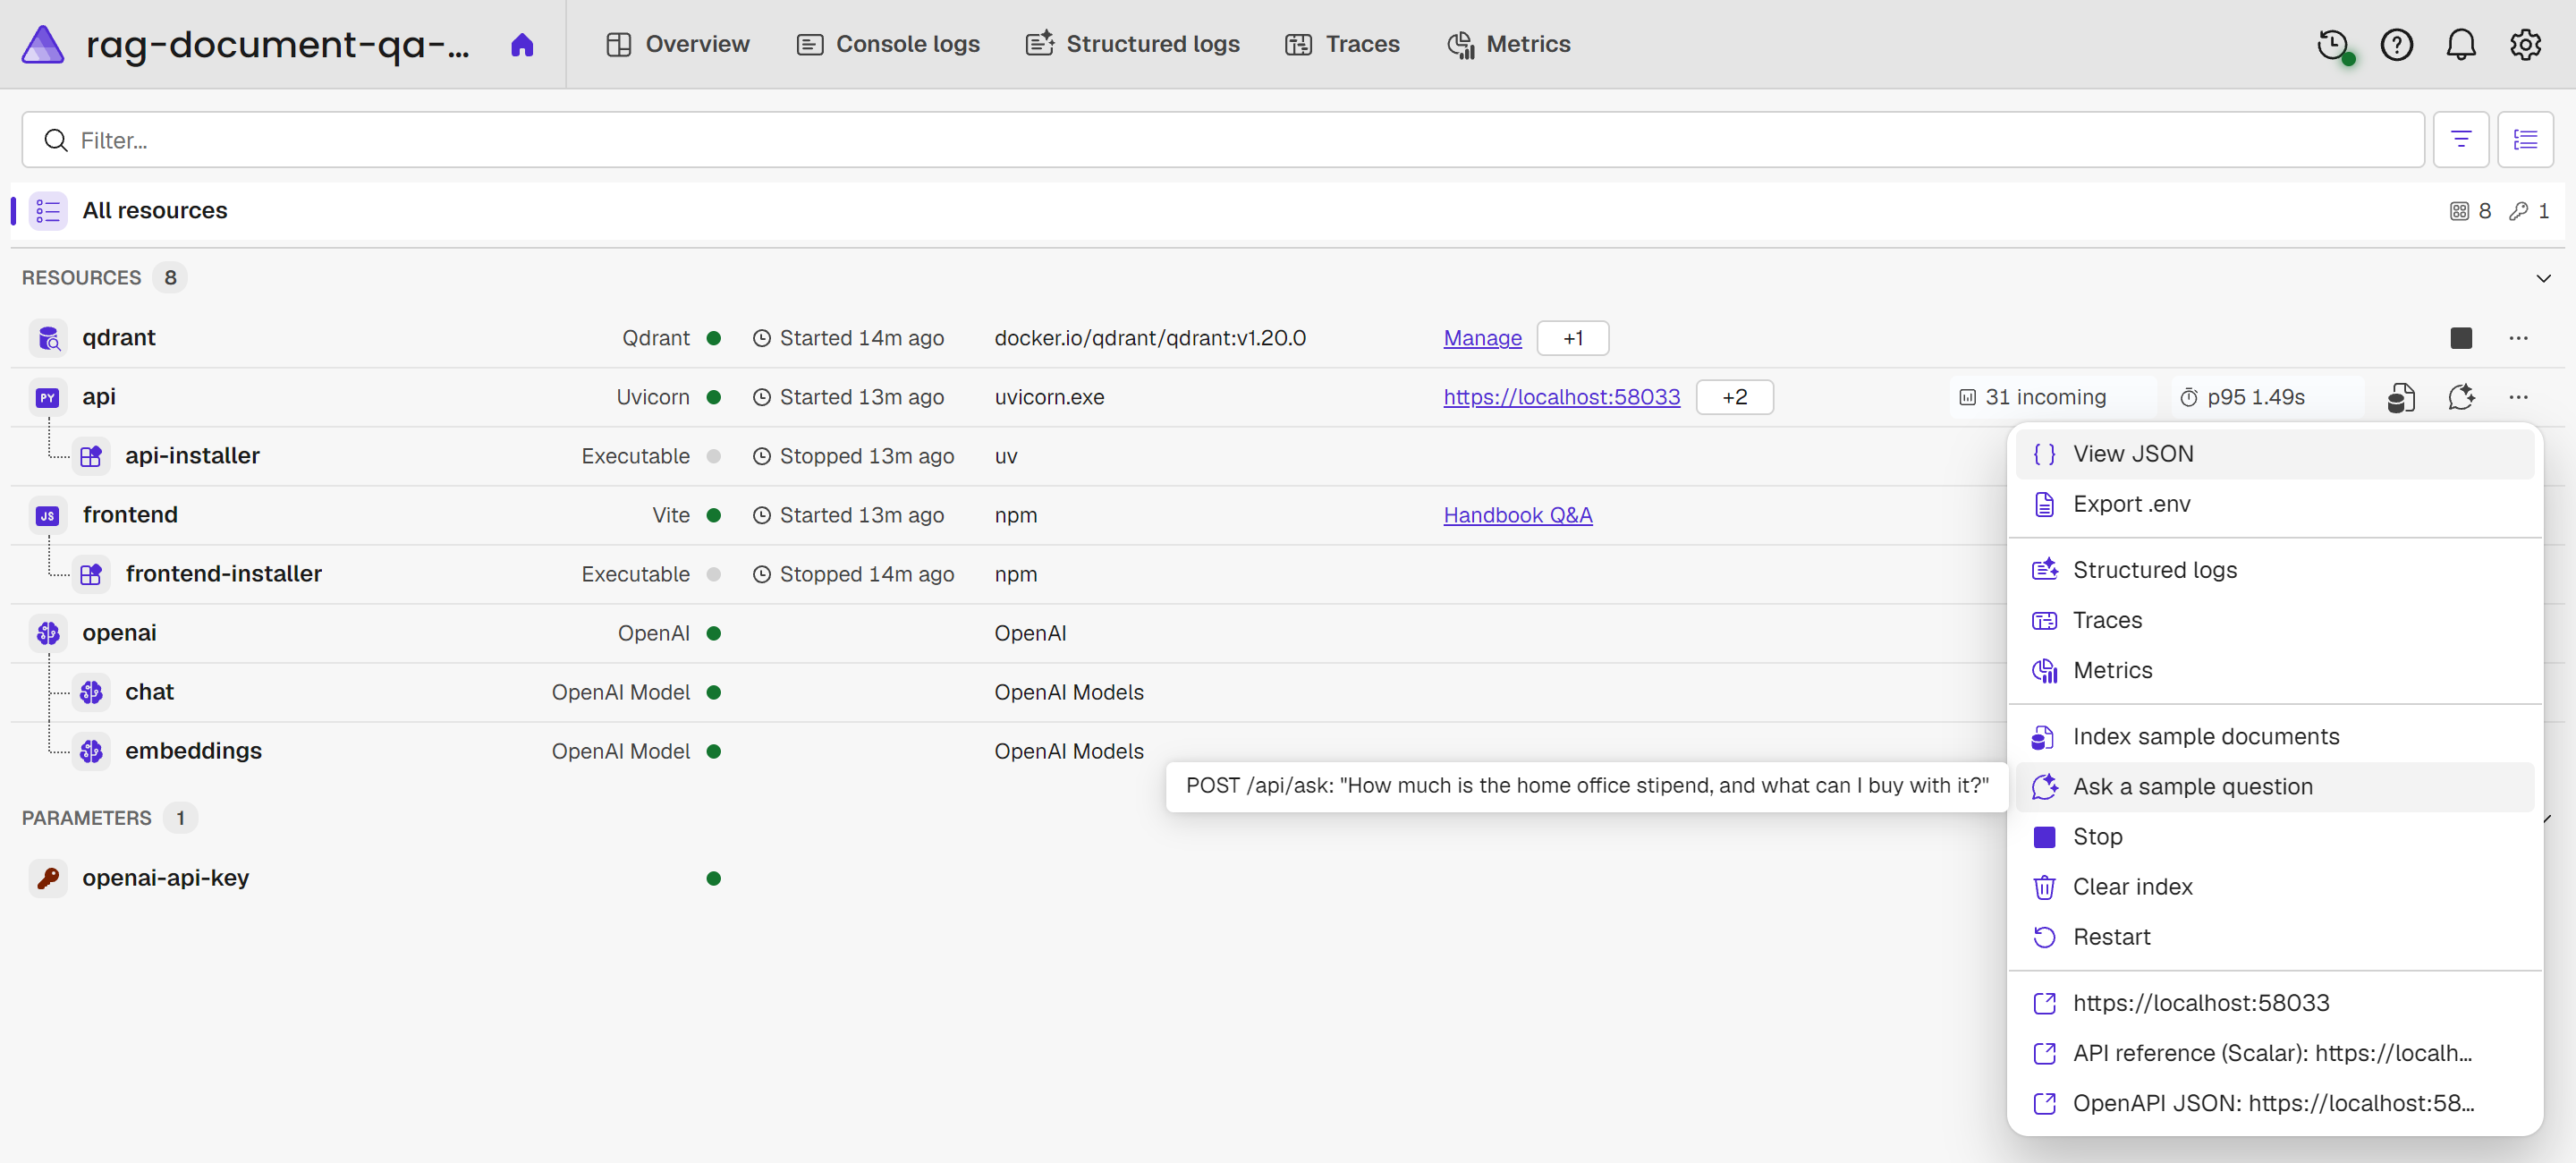 rag-document-qa-...
Overview
Console logs
Structured logs
Traces
Metrics
Filter...
All resources
8
1
RESOURCES 8
qdrant Qdrant Started 14m ago docker.io/qdrant/qdrant:v1.20.0 Manage +1
PY api Uvicorn Started 13m ago uvicorn.exe https://localhost:58033 +2 31 incoming p95 1.49s
api-installer Executable Stopped 13m ago uv
JS frontend Vite Started 13m ago npm Handbook Q&A
frontend-installer Executable Stopped 14m ago npm
openai OpenAI OpenAI
chat OpenAI Model OpenAI Models
embeddings OpenAI Model OpenAI Models
PARAMETERS 1
openai-api-key
View JSON
Export .env
Structured logs
Traces
Metrics
Index sample documents
POST /api/ask: "How much is the home office stipend, and what can I buy with it?"
Ask a sample question
Stop
Clear index
Restart
https://localhost:58033
API reference (Scalar): https://localh...
OpenAPI JSON: https://localhost:58...